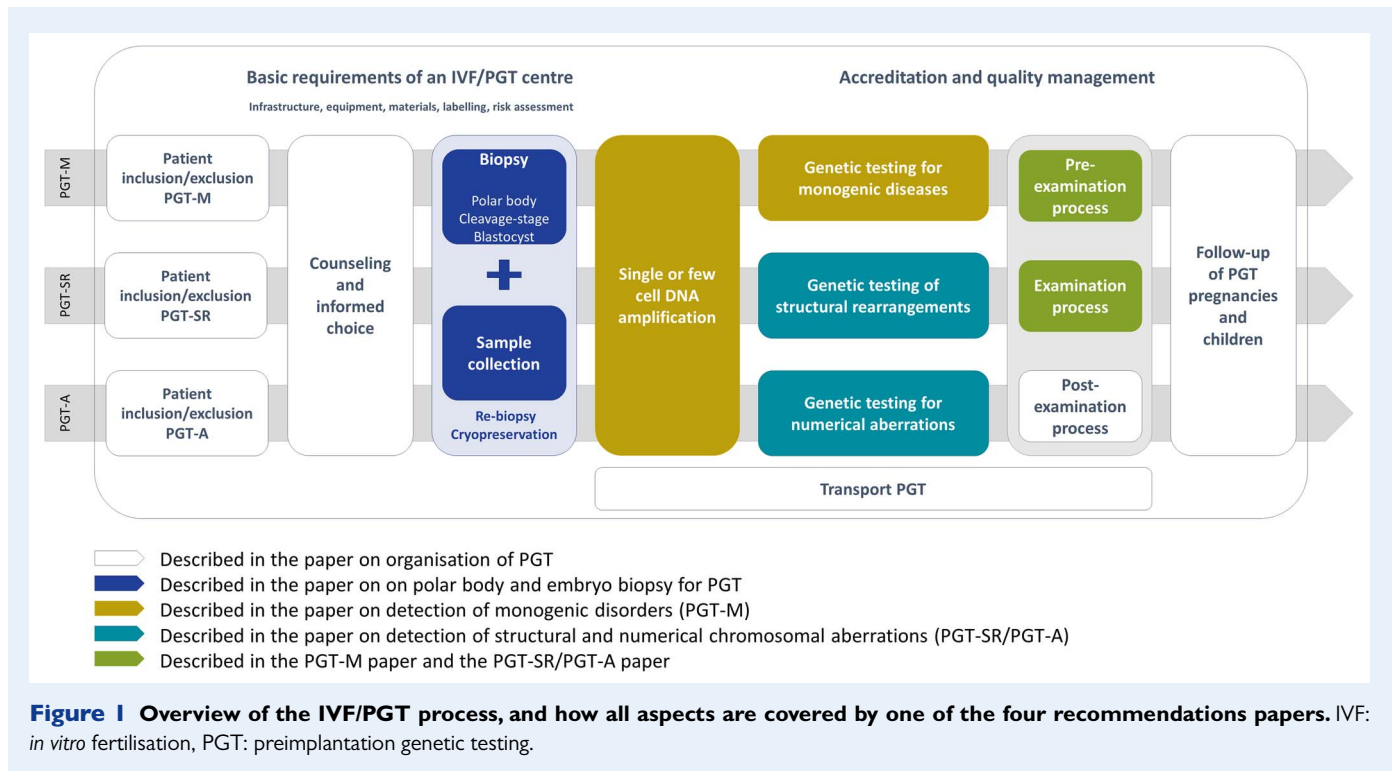 Basic requirements of an IVF/PGT centre
Infrastructure, equipment, materials, labelling, risk assessment
Accreditation and quality management
PGT-M
Patient
inclusion/exclusion
PGT-M
PGT-SR
Patient
inclusion/exclusion
PGT-SR
PGT-A
Patient
inclusion/exclusion
PGT-A
Counseling
and
informed
choice
Biopsy
Polar body
Cleavage-stage
Blastocyst
+
Sample
collection
Re-biopsy
Cryopreservation
Single or few
cell DNA
amplification
Genetic testing for
monogenic diseases
Genetic testing of
structural rearrangements
Genetic testing for
numerical aberrations
Pre-
examination
process
Examination
process
Post-
examination
process
Follow-up
of PGT
pregnancies
and
children
Transport PGT
Described in the paper on organisation of PGT
Described in the paper on on polar body and embryo biopsy for PGT
Described in the paper on detection of monogenic disorders (PGT-M)
Described in the paper on detection of structural and numerical chromosomal aberrations (PGT-SR/PGT-A)
Described in the PGT-M paper and the PGT-SR/PGT-A paper
Figure 1 Overview of the IVF/PGT process, and how all aspects are covered by one of the four recommendations papers. IVF:
in vitro fertilisation, PGT: preimplantation genetic testing.